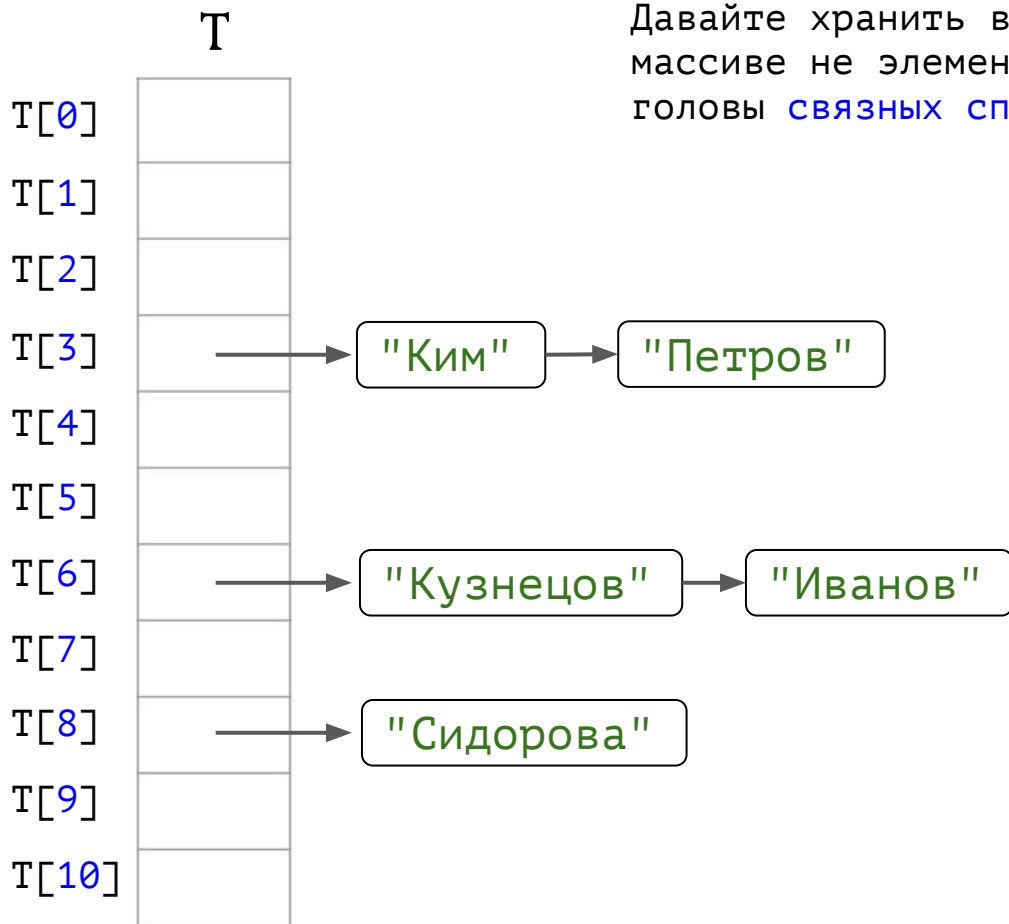 T
Давайте хранить в
массиве не элемен
головы связных сп
T[0]
T[1]
T[2]
T[3]
"Ким" "Петров"
T[4]
T[5]
T[6]
"Кузнецов" "Иванов"
T[7]
T[8]
"Сидорова"
T[9]
T[10]